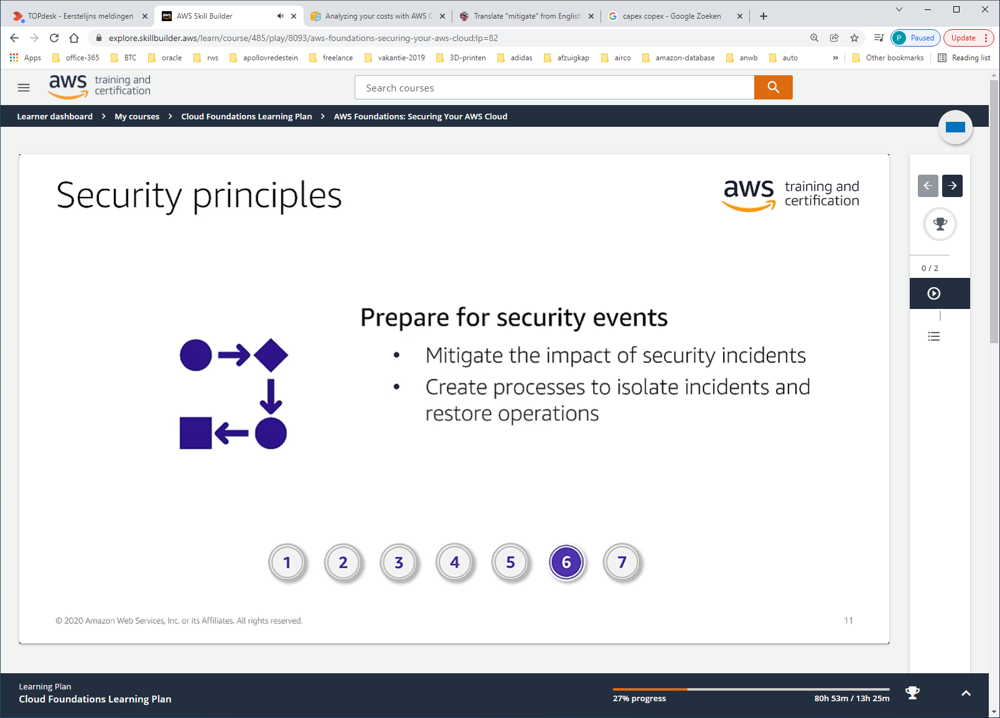 TOPdesk - Eerstelijns meldingen
AWS Skill Builder
Analyzing your costs with AWS C
Translate "mitigate" from English
capex copex - Google Zoeken
explore.skillbuilder.aws/learn/course/485/play/8093/aws-foundations-securing-your-aws-cloud;lp=82
P Paused
Update
Apps
office-365
BTC
oracle
rws
apollovredestein
freelance
vakantie-2019
3D-printen
adidas
afzuigkap
airco
amazon-database
anwb
auto
»
Other bookmarks
Reading list
aws training and
certification
Search courses
Learner dashboard > My courses > Cloud Foundations Learning Plan > AWS Foundations: Securing Your AWS Cloud
Security principles
aws training and
certification
0 / 2
Prepare for security events
• Mitigate the impact of security incidents
• Create processes to isolate incidents and
restore operations
1 2 3 4 5 6 7
© 2020 Amazon Web Services, Inc. or its Affiliates. All rights reserved.
11
Learning Plan
Cloud Foundations Learning Plan
27% progress
80h 53m / 13h 25m